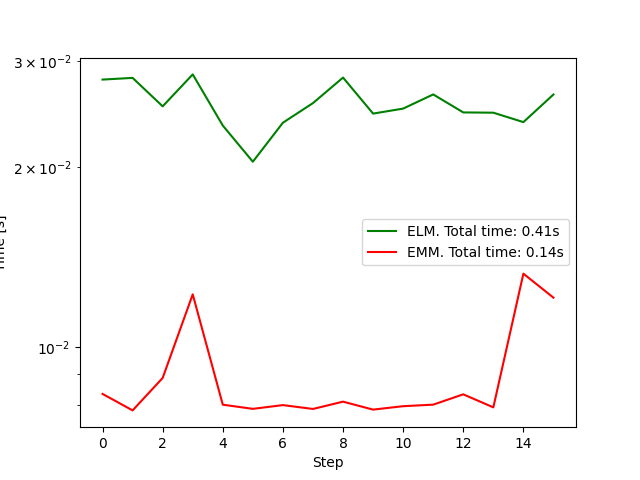 3 × 10⁻²
2 × 10⁻²
10⁻²
Time [s]
ELM. Total time: 0.41s
EMM. Total time: 0.14s
0 2 4 6 8 10 12 14
Step